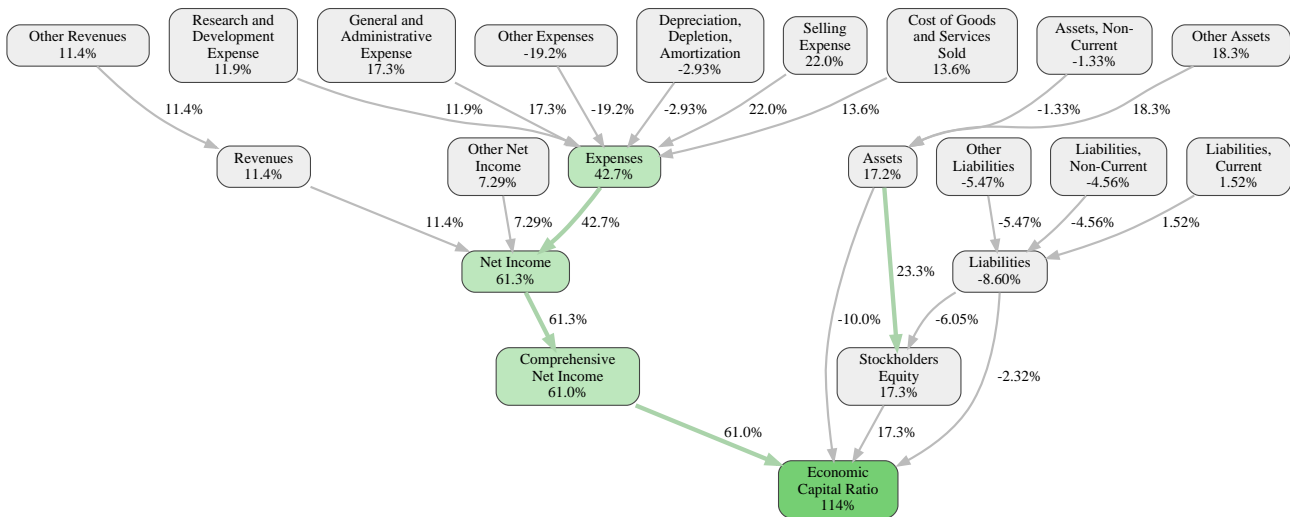 Other Revenues
11.4%
Research and
Development
Expense
11.9%
General and
Administrative
Expense
17.3%
Other Expenses
-19.2%
Depreciation,
Depletion,
Amortization
-2.93%
Selling
Expense
22.0%
Cost of Goods
and Services
Sold
13.6%
Assets, Non-
Current
-1.33%
Other Assets
18.3%
11.4%
11.9%
17.3%
-19.2%
-2.93%
22.0%
13.6%
-1.33%
18.3%
Revenues
11.4%
Other Net
Income
7.29%
Expenses
42.7%
Assets
17.2%
Other
Liabilities
-5.47%
Liabilities,
Non-Current
-4.56%
Liabilities,
Current
1.52%
11.4%
7.29%
42.7%
-5.47%
-4.56%
1.52%
Net Income
61.3%
23.3%
Liabilities
-8.60%
61.3%
-10.0%
-6.05%
Comprehensive
Net Income
61.0%
Stockholders
Equity
17.3%
-2.32%
61.0%
17.3%
Economic
Capital Ratio
114%